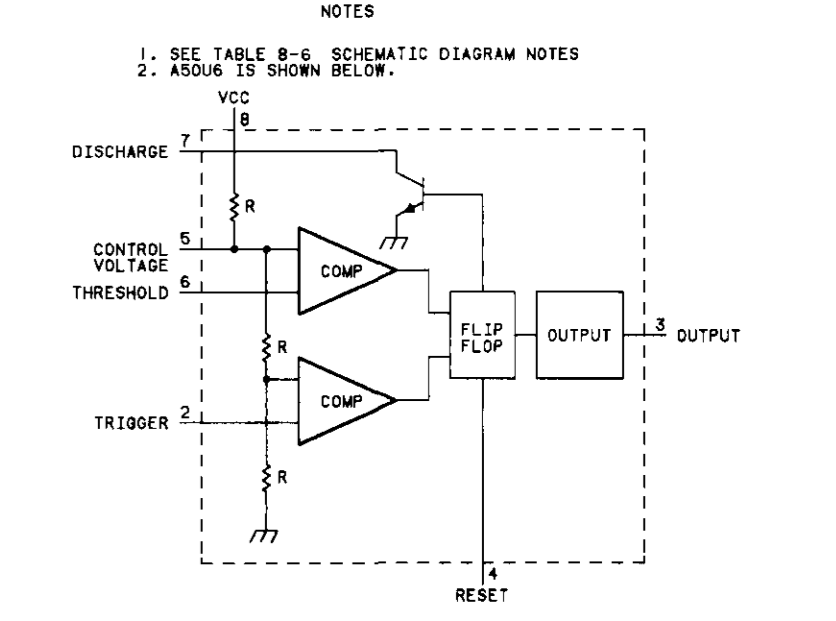 NOTES
1. SEE TABLE 8-6 SCHEMATIC DIAGRAM NOTES
2. A50U6 IS SHOWN BELOW.
VCC
8
DISCHARGE 7
R
CONTROL VOLTAGE 5
COMP
THRESHOLD 6
R
FLIP FLOP
OUTPUT
3 OUTPUT
COMP
TRIGGER 2
R
4
RESET